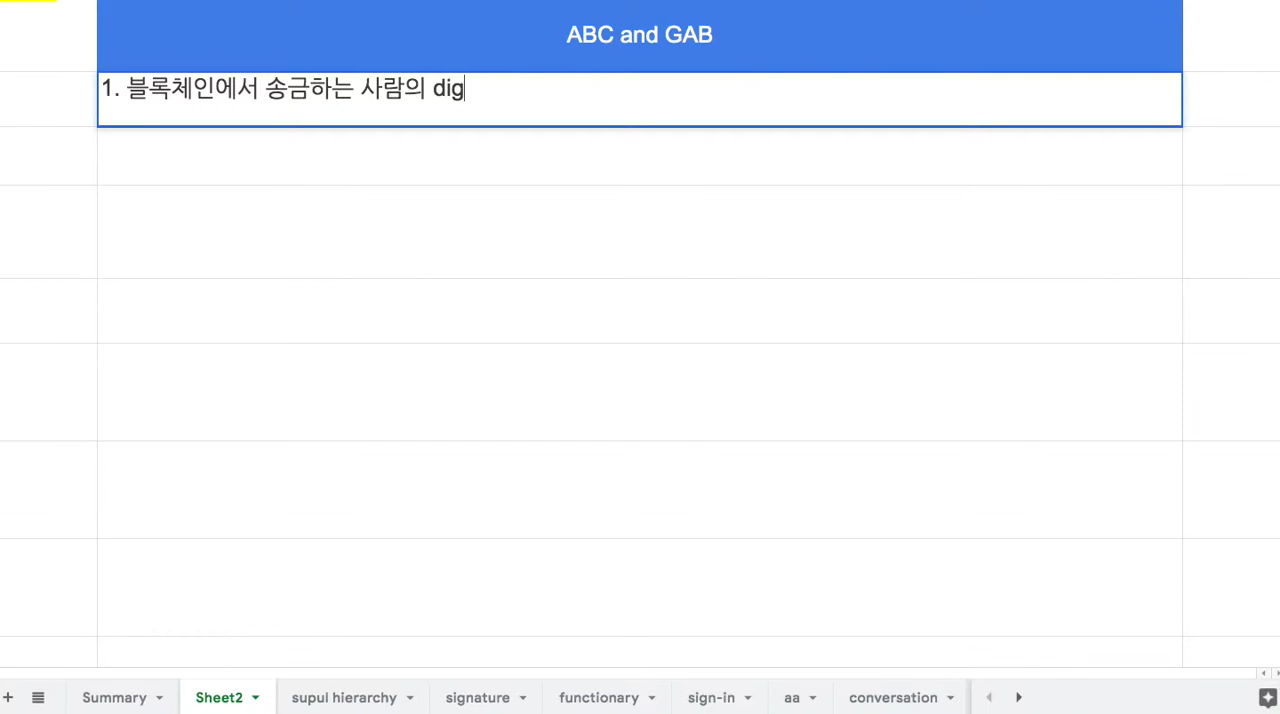 ABC and GAB
1. 블록체인에서 송금하는 사람의 dig
+ Summary Sheet2 supul hierarchy signature functionary sign-in aa conversation